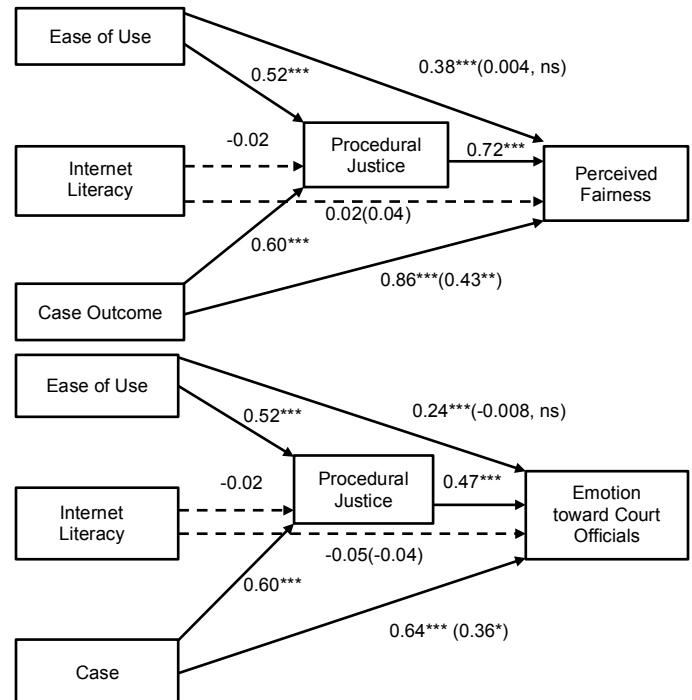 Ease of Use
0.38***(0.004, ns)
0.52***
-0.02
Procedural
Justice
0.72***
Internet
Literacy
Perceived
Fairness
0.02(0.04)
0.60***
0.86***(0.43**)
Case Outcome
Ease of Use
0.24***(-0.008, ns)
0.52***
-0.02
Procedural
Justice
0.47***
Internet
Literacy
Emotion
toward Court
Officials
-0.05(-0.04)
0.60***
0.64*** (0.36*)
Case